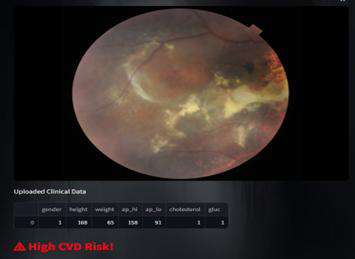 Uploaded Clinical Data
gender height weight ap_hi ap_lo cholesterol gluc
0 1 168 65 158 91 1 1
⚠ High CVD Risk!